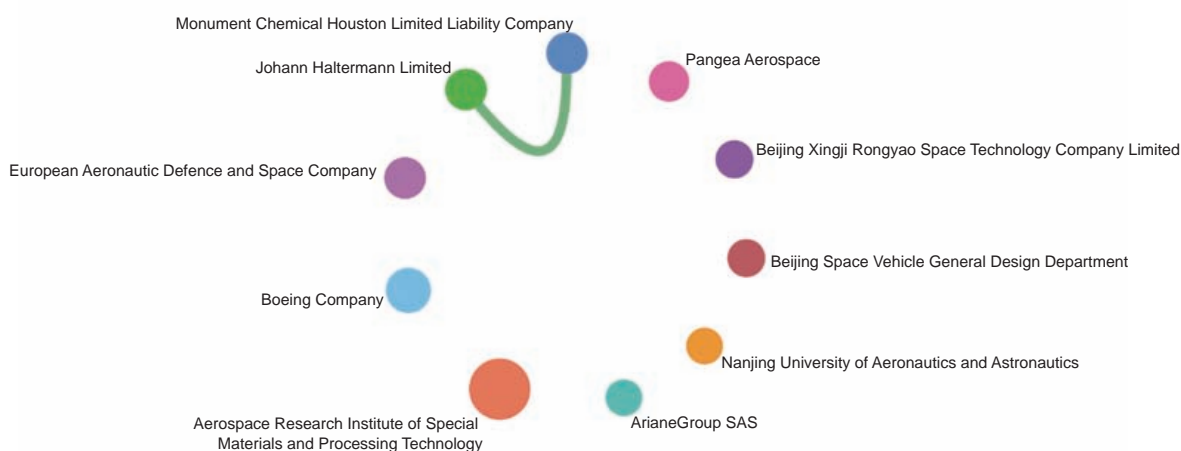 Monument Chemical Houston Limited Liability Company
Johann Haltermann Limited
Pangea Aerospace
Beijing Xingji Rongyao Space Technology Company Limited
European Aeronautic Defence and Space Company
Beijing Space Vehicle General Design Department
Boeing Company
Nanjing University of Aeronautics and Astronautics
ArianeGroup SAS
Aerospace Research Institute of Special
Materials and Processing Technology